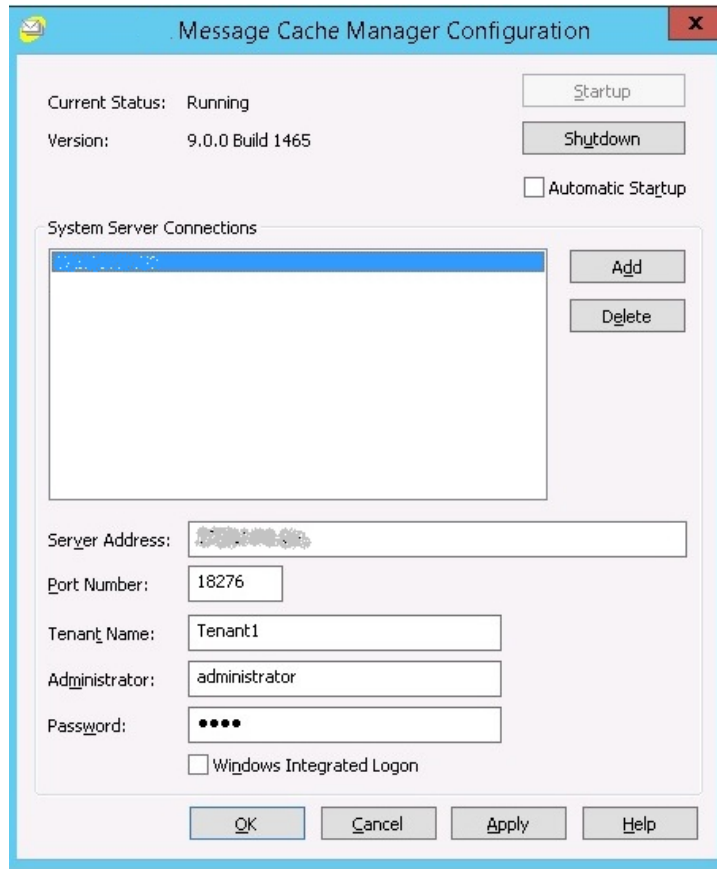 Message Cache Manager Configuration
x
Current Status: Running
Startup
Version: 9.0.0 Build 1465
Shutdown
Automatic Startup
System Server Connections
Add
Delete
Server Address:
Port Number: 18276
Tenant Name: Tenant1
Administrator: administrator
Password: ••••
Windows Integrated Logon
OK Cancel Apply Help